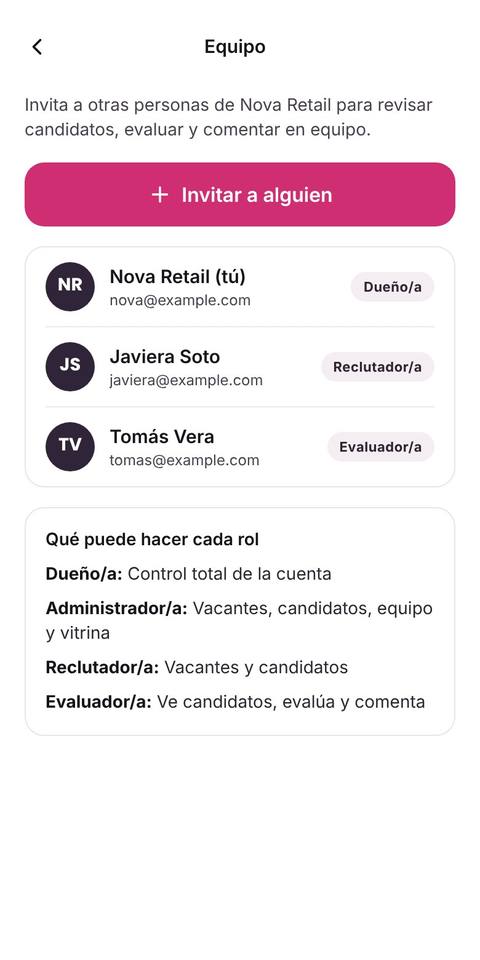 Equipo
Invita a otras personas de Nova Retail para revisar
candidatos, evaluar y comentar en equipo.
+ Invitar a alguien
NR
Nova Retail (tú)
nova@example.com
Dueño/a
JS
Javiera Soto
javiera@example.com
Reclutador/a
TV
Tomás Vera
tomas@example.com
Evaluador/a
Qué puede hacer cada rol
Dueño/a: Control total de la cuenta
Administrador/a: Vacantes, candidatos, equipo
y vitrina
Reclutador/a: Vacantes y candidatos
Evaluador/a: Ve candidatos, evalúa y comenta